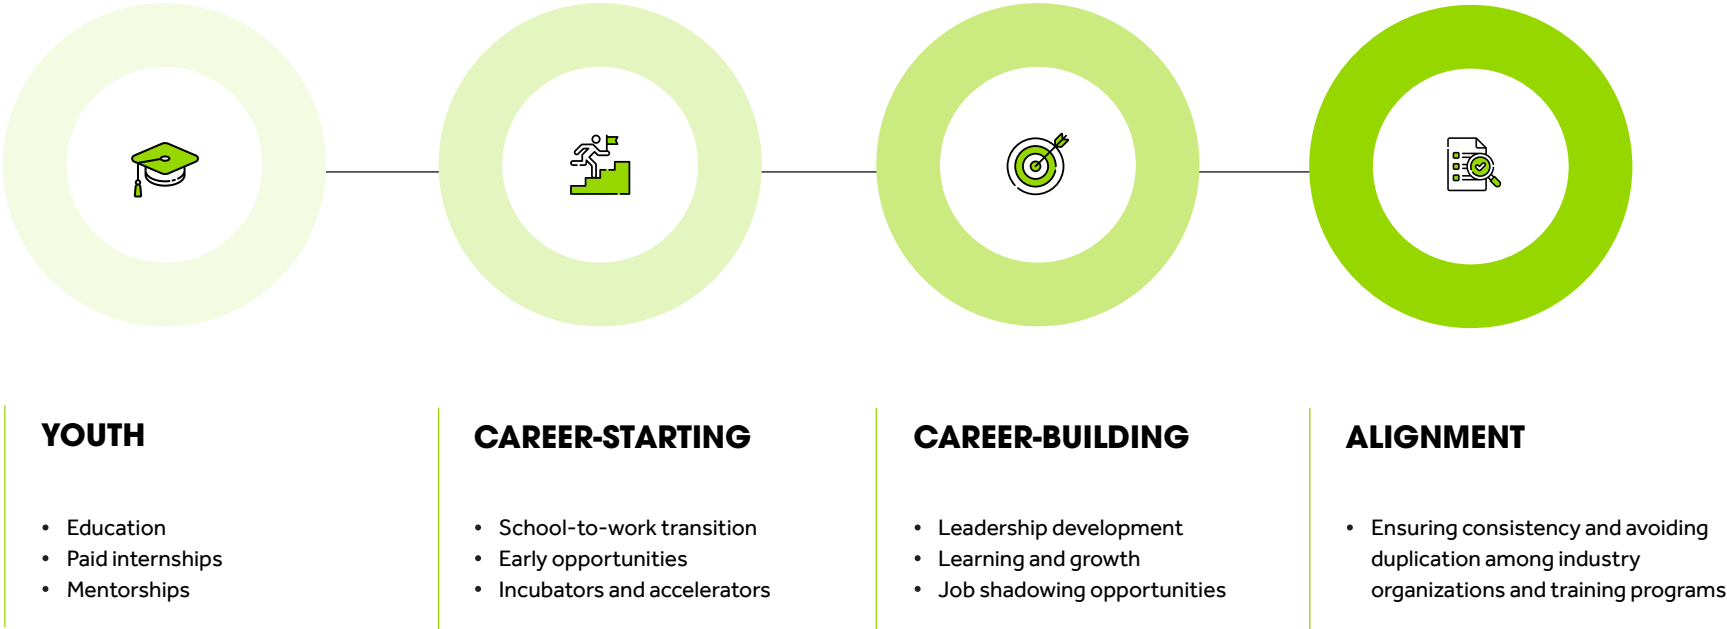 YOUTH
• Education
• Paid internships
• Mentorships
CAREER-STARTING
• School-to-work transition
• Early opportunities
• Incubators and accelerators
CAREER-BUILDING
• Leadership development
• Learning and growth
• Job shadowing opportunities
ALIGNMENT
• Ensuring consistency and avoiding
duplication among industry
organizations and training programs